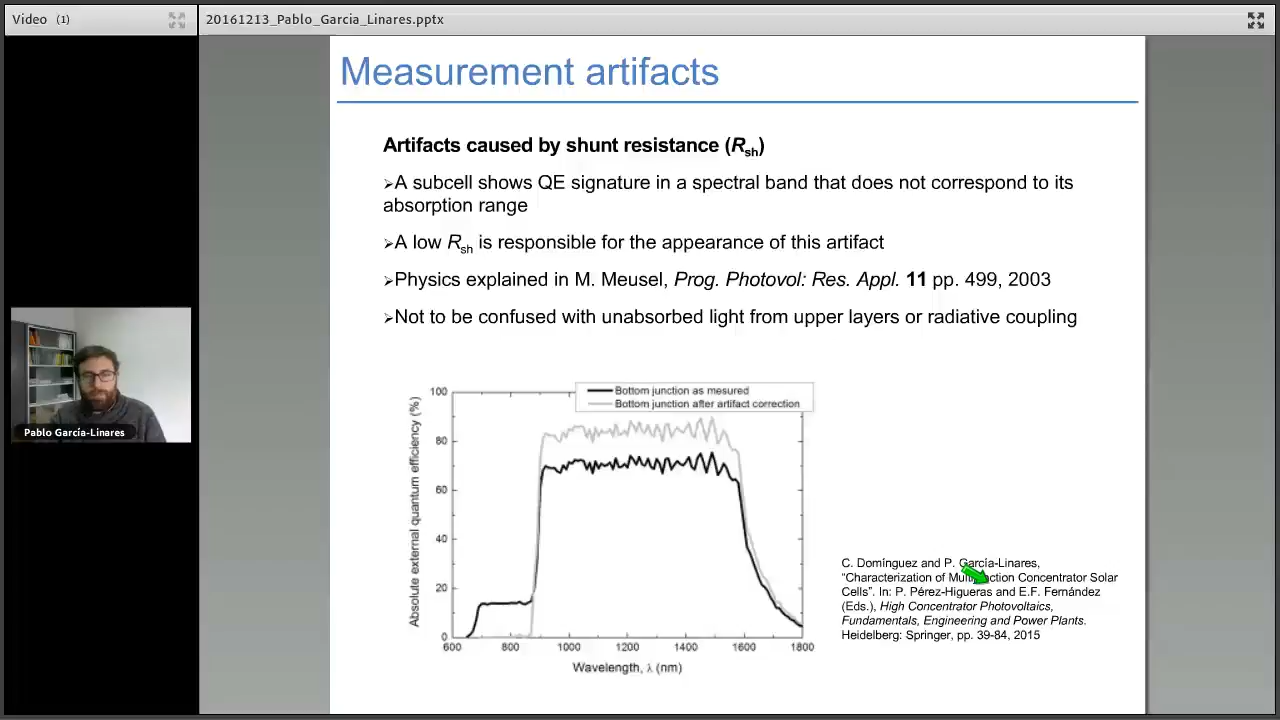 Video (1)
20161213_Pablo_Garcia_Linares.pptx
Measurement artifacts
Artifacts caused by shunt resistance (Rsh)
➢A subcell shows QE signature in a spectral band that does not correspond to its
absorption range
➢A low Rsh is responsible for the appearance of this artifact
➢Physics explained in M. Meusel, Prog. Photovol: Res. Appl. 11 pp. 499, 2003
➢Not to be confused with unabsorbed light from upper layers or radiative coupling
Pablo García-Linares
Bottom junction as mesured
Bottom junction after artifact correction
Absolute external quantum efficiency (%)
100
80
60
40
20
0
600 800 1000 1200 1400 1600 1800
Wavelength, λ (nm)
C. Domínguez and P. García-Linares,
"Characterization of Concentrator Solar
Cells". In: P. Pérez-Higueras and E.F. Fernández
(Eds.), High Concentrator Photovoltaics,
Fundamentals, Engineering and Power Plants.
Heidelberg: Springer, pp. 39-84, 2015